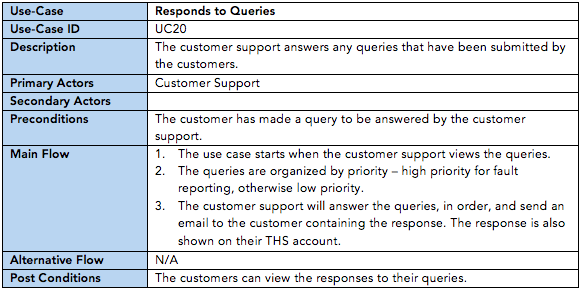 Use-Case Responds to Queries
Use-Case ID UC20
Description The customer support answers any queries that have been submitted by
the customers.
Primary Actors Customer Support
Secondary Actors
Preconditions The customer has made a query to be answered by the customer
support.
Main Flow 1. The use case starts when the customer support views the queries.
2. The queries are organized by priority – high priority for fault
reporting, otherwise low priority.
3. The customer support will answer the queries, in order, and send an
email to the customer containing the response. The response is also
shown on their THS account.
Alternative Flow N/A
Post Conditions The customers can view the responses to their queries.